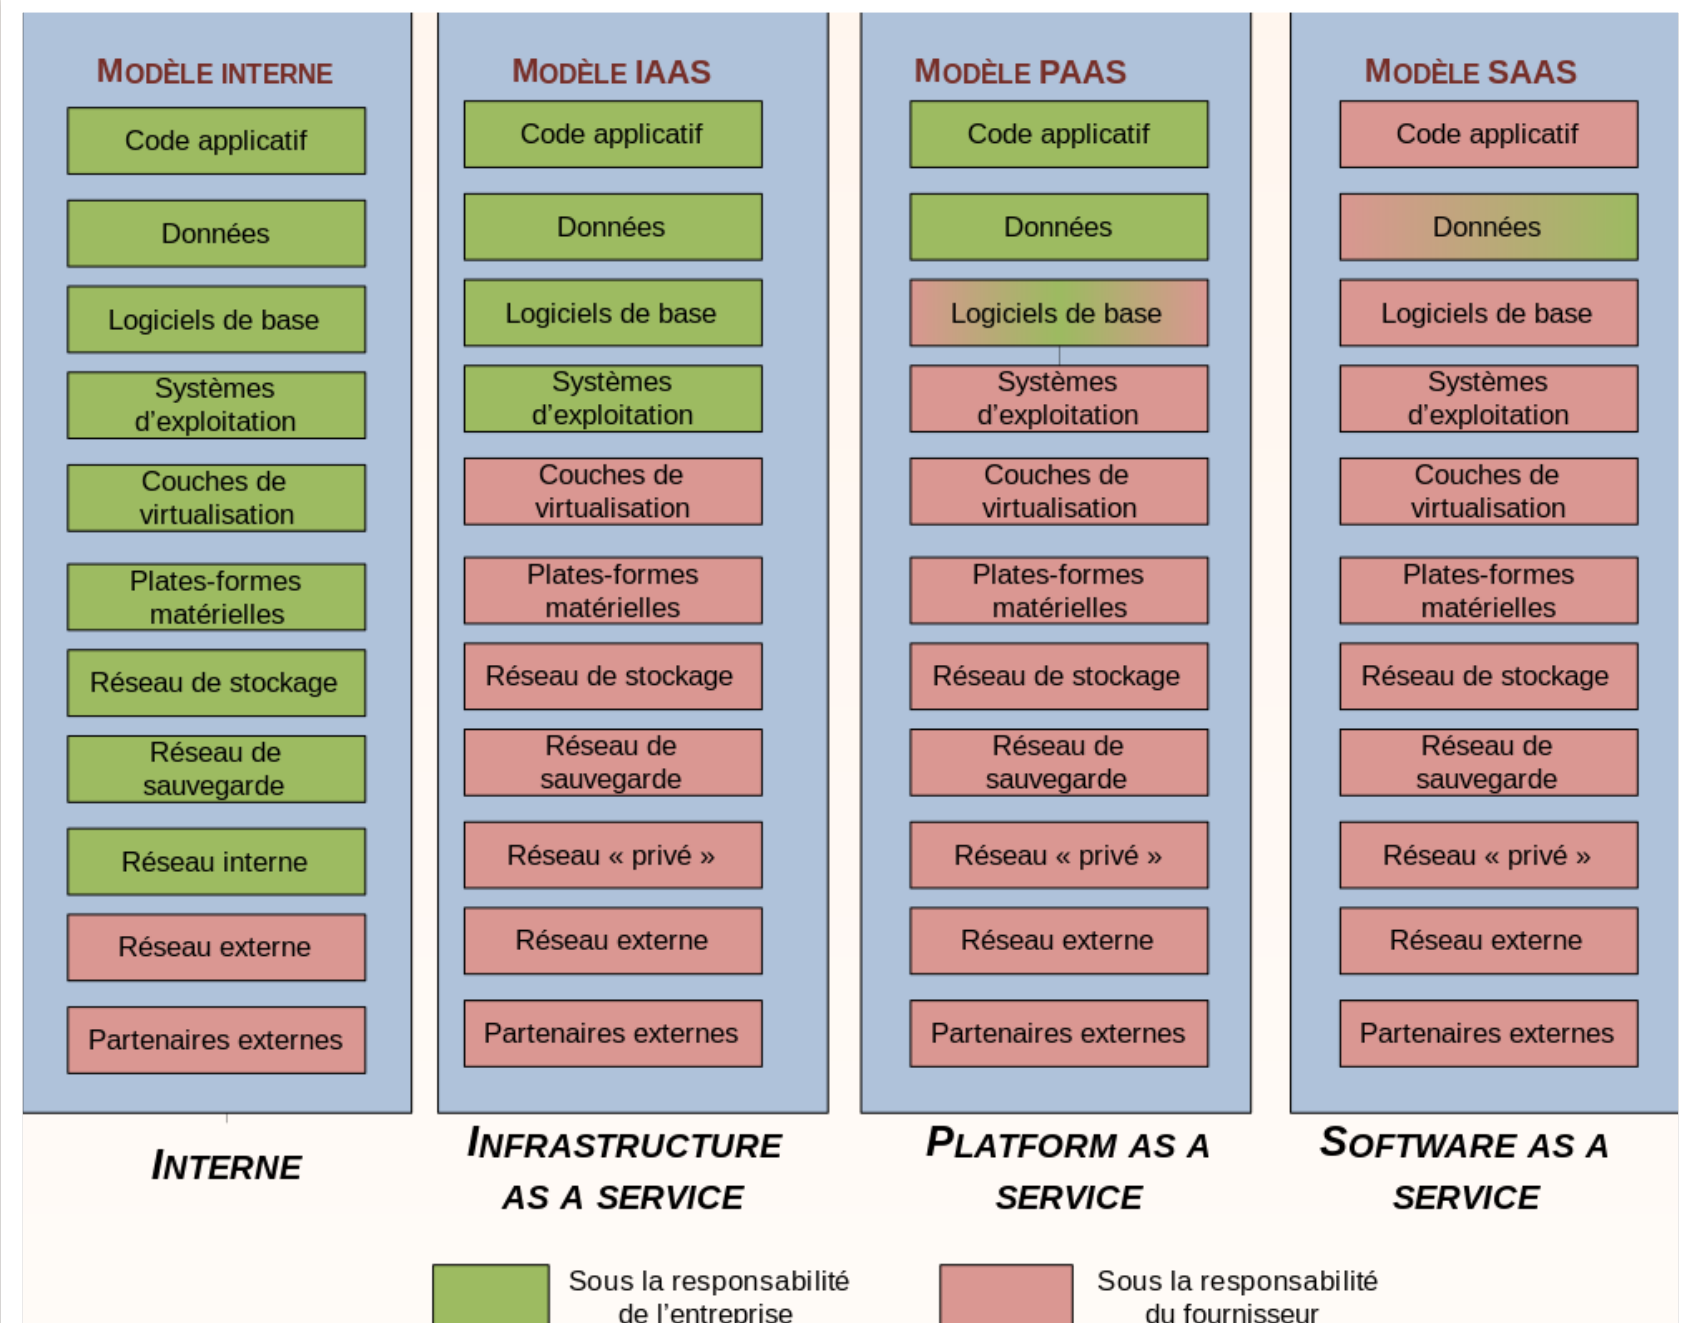 MODÈLE INTERNE
Code applicatif
Données
Logiciels de base
Systèmes
d’exploitation
Couches de
virtualisation
Plates-formes
matérielles
Réseau de stockage
Réseau de
sauvegarde
Réseau interne
Réseau externe
Partenaires externes
INTERNE
MODÈLE IAAS
Code applicatif
Données
Logiciels de base
Systèmes
d’exploitation
Couches de
virtualisation
Plates-formes
matérielles
Réseau de stockage
Réseau de
sauvegarde
Réseau « privé »
Réseau externe
Partenaires externes
INFRASTRUCTURE
AS A SERVICE
MODÈLE PAAS
Code applicatif
Données
Logiciels de base
Systèmes
d’exploitation
Couches de
virtualisation
Plates-formes
matérielles
Réseau de stockage
Réseau de
sauvegarde
Réseau « privé »
Réseau externe
Partenaires externes
PLATFORM AS A
SERVICE
MODÈLE SAAS
Code applicatif
Données
Logiciels de base
Systèmes
d’exploitation
Couches de
virtualisation
Plates-formes
matérielles
Réseau de stockage
Réseau de
sauvegarde
Réseau « privé »
Réseau externe
Partenaires externes
SOFTWARE AS A
SERVICE
Sous la responsabilité
de l’entreprise
Sous la responsabilité
du fournisseur